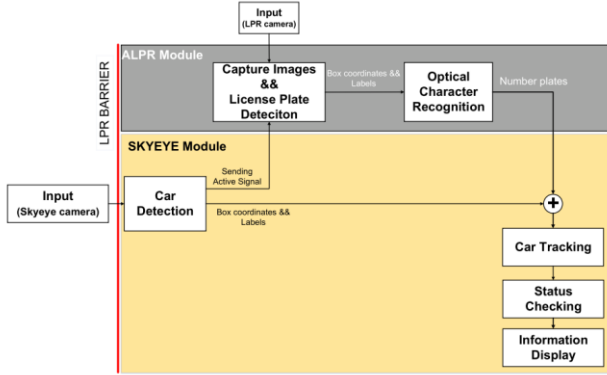 Input
(LPR camera)
ALPR Module
LPR BARRIER
Capture Images
&&
License Plate
Deteciton
Box coordinates &&
Labels
Optical
Character
Recognition
Number plates
SKYEYE Module
Sending
Active Signal
Input
(Skyeye camera)
Car
Detection
Box coordinates &&
Labels
+
Car Tracking
Status
Checking
Information
Display